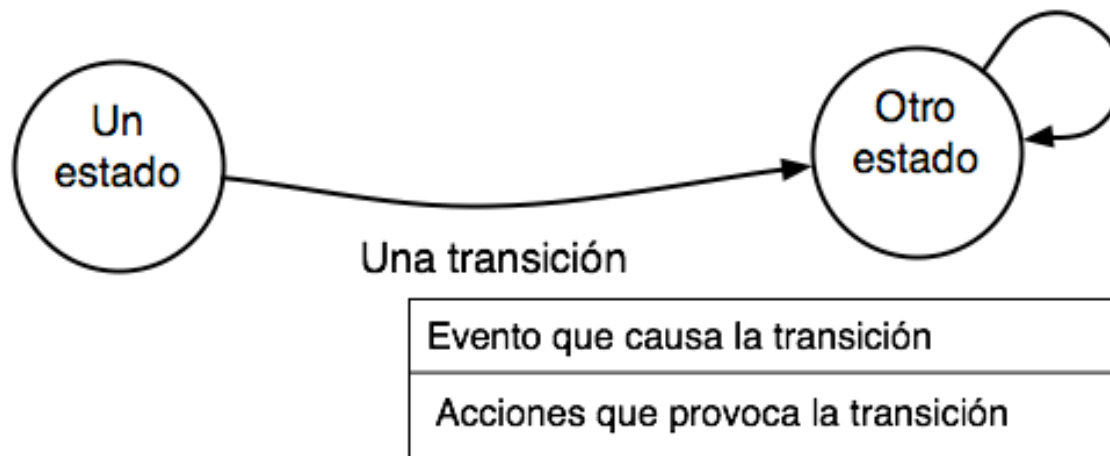 Un
estado
Otro
estado
Una transición
Evento que causa la transición
Acciones que provoca la transición